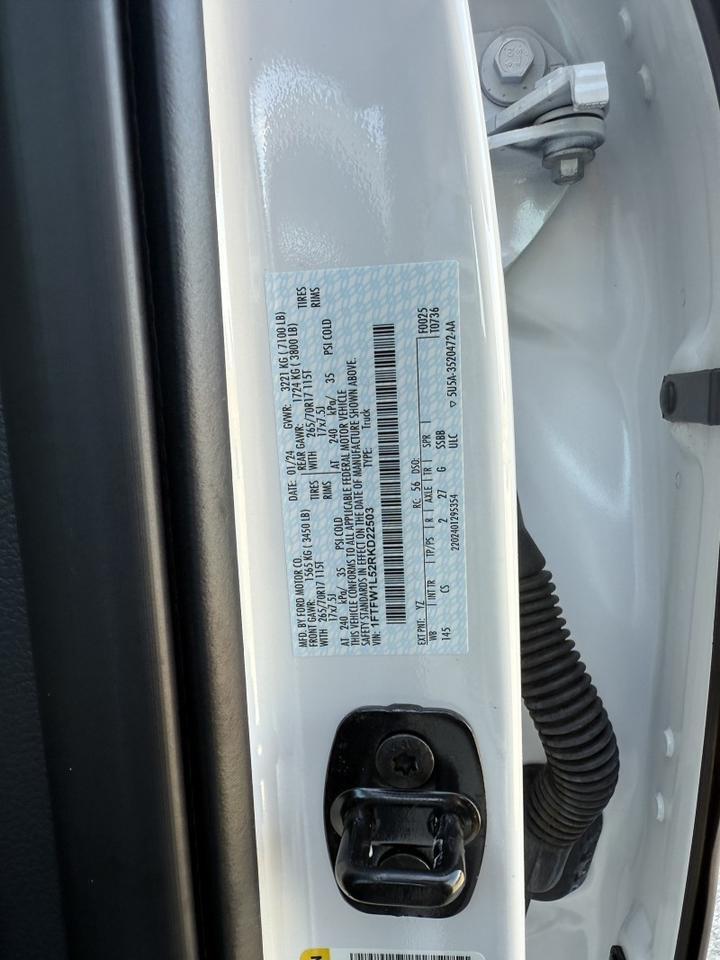 MFD. BY FORD MOTOR CO. DATE: 01/24 GVWR: 3221 KG ( 7100 LB)
FRONT GAWR: 1565 KG ( 3450 LB) REAR GAWR: 1724 KG ( 3800 LB)
WITH 265/70R17 115T TIRES WITH 265/70R17 115T TIRES
17x7.5J RIMS 17x7.5J RIMS
AT 240 kPa/ 35 PSI COLD AT 240 kPa/ 35 PSI COLD
THIS VEHICLE CONFORMS TO ALL APPLICABLE FEDERAL MOTOR VEHICLE
SAFETY STANDARDS IN EFFECT ON THE DATE OF MANUFACTURE SHOWN ABOVE.
VIN: 1FTFW1L52RKD22503 TYPE: Truck
EXT PNT: YZ RC: 56 DSO: F0025
WB INT TR TP/PS R AXLE TR SPR T0736
145 CS 2 27 G SSBB
2202401295354 ULC ▽ 5U5A-3520472-AA